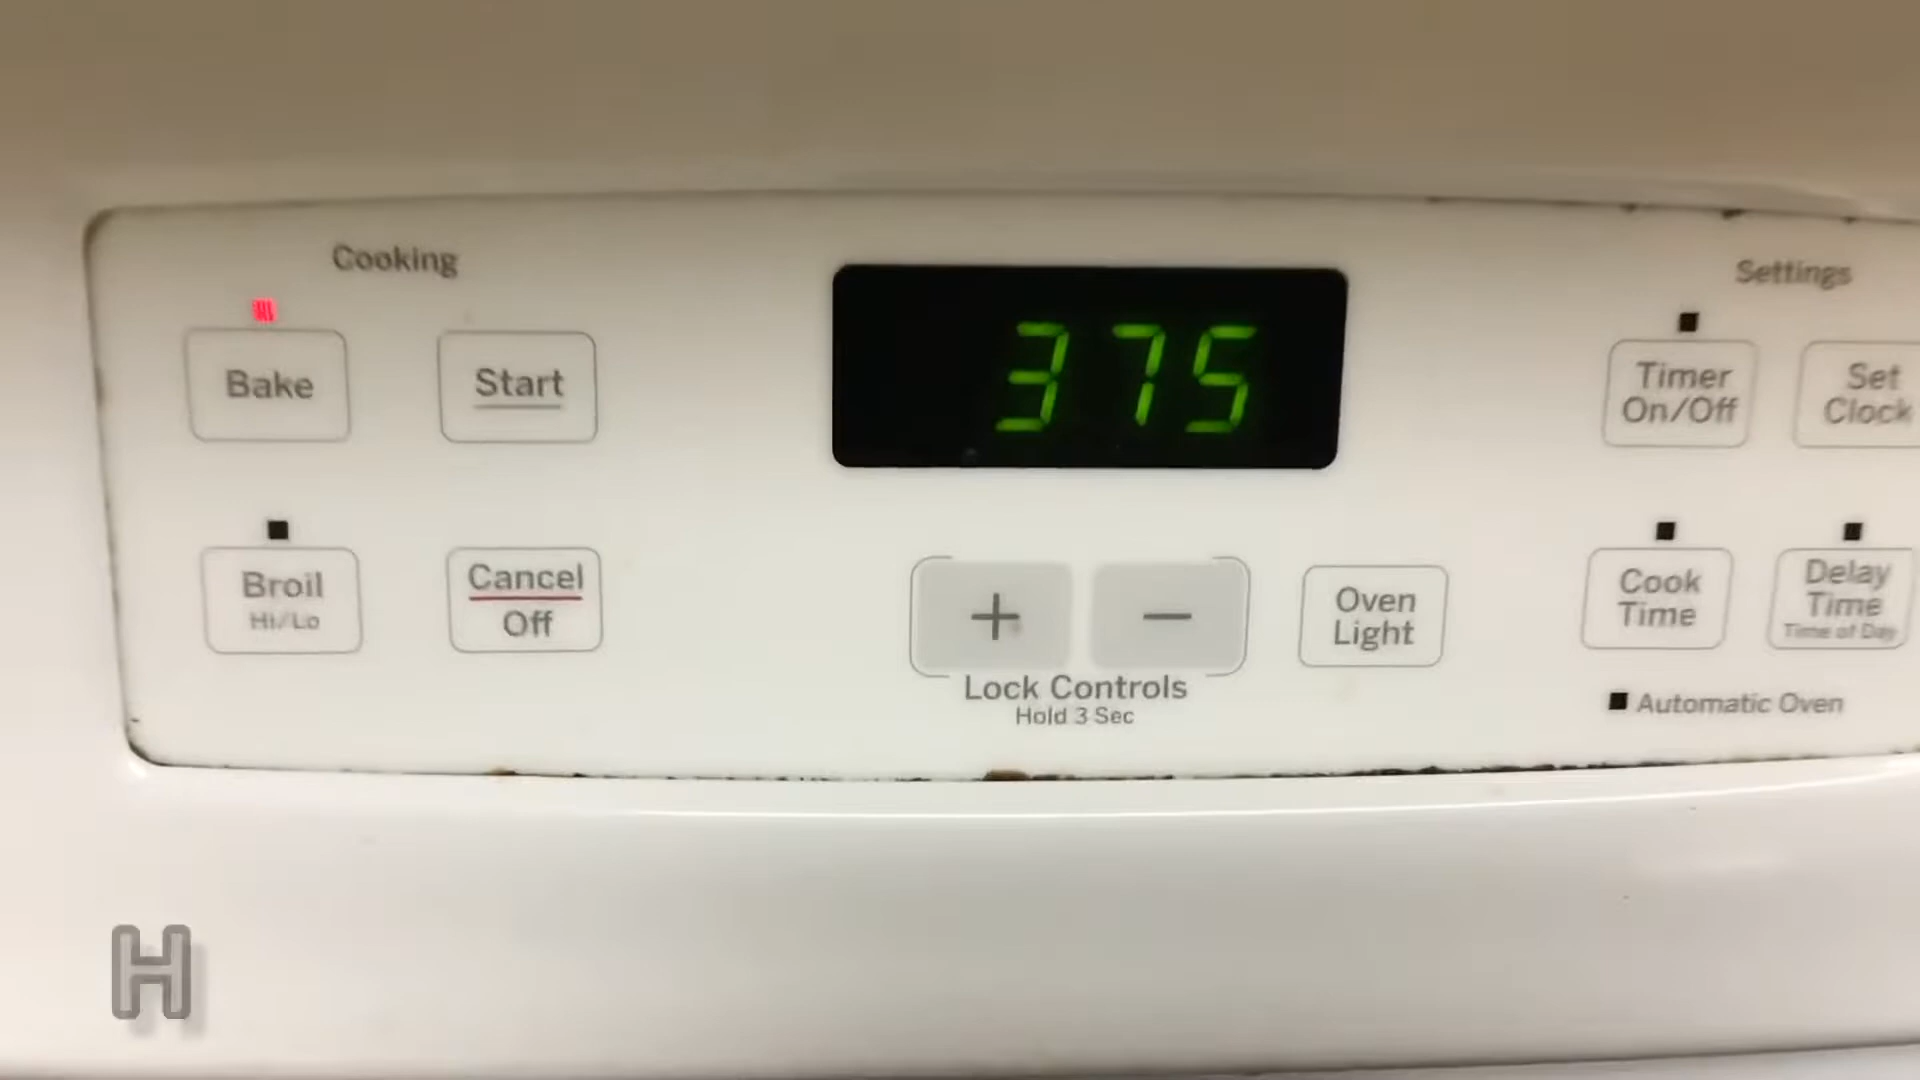 Cooking
Settings
Bake
Start
375
Timer
On/Off
Set
Clock
Broil
Hi/Lo
Cancel
Off
+
−
Oven
Light
Cook
Time
Delay
Time
Time of Day
Lock Controls
Hold 3 Sec
Automatic Oven
H